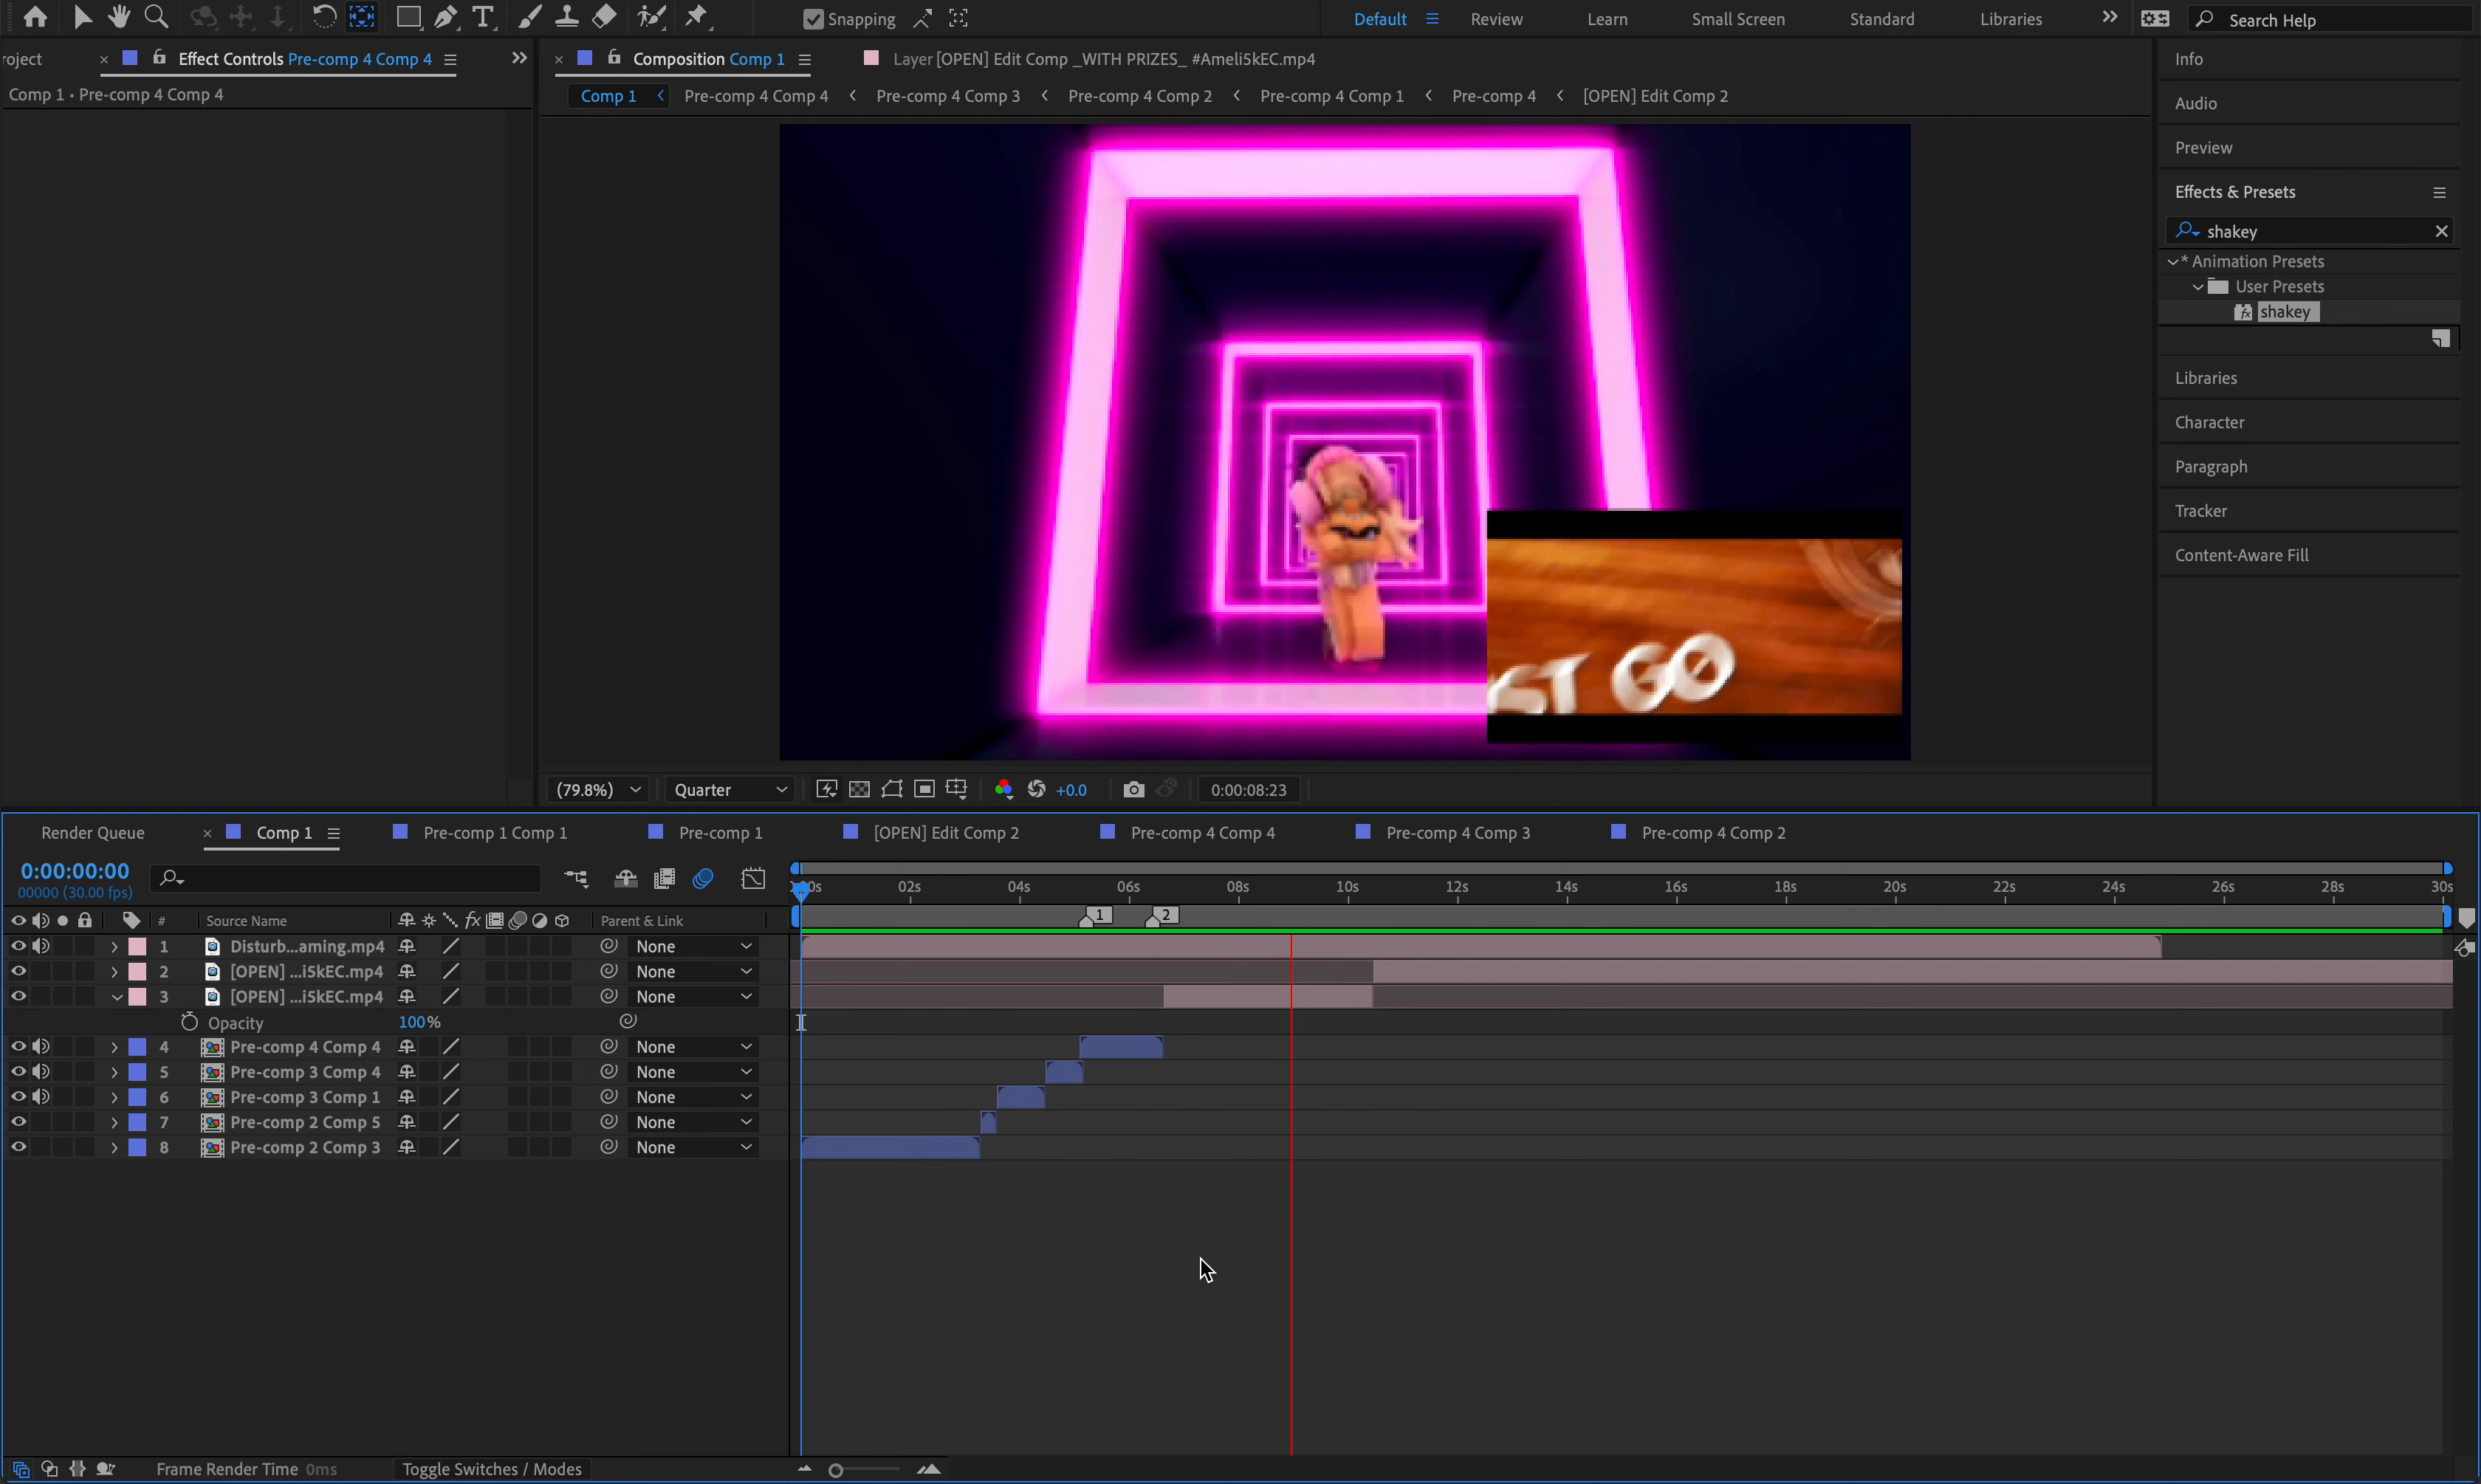 Snapping
Default
Review
Learn
Small Screen
Standard
Libraries
Search Help
roject
Effect Controls Pre-comp 4 Comp 4
Composition Comp 1
Layer [OPEN] Edit Comp _WITH PRIZES_ #Ameli5kEC.mp4
Info
Comp 1 • Pre-comp 4 Comp 4
Comp 1
Pre-comp 4 Comp 4
Pre-comp 4 Comp 3
Pre-comp 4 Comp 2
Pre-comp 4 Comp 1
Pre-comp 4
[OPEN] Edit Comp 2
Audio
Preview
Effects & Presets
shakey
* Animation Presets
User Presets
shakey
Libraries
Character
Paragraph
Tracker
Content-Aware Fill
ST GO
(79.8%)
Quarter
+0.0
0:00:08:23
Render Queue
Comp 1
Pre-comp 1 Comp 1
Pre-comp 1
[OPEN] Edit Comp 2
Pre-comp 4 Comp 4
Pre-comp 4 Comp 3
Pre-comp 4 Comp 2
0:00:00:00
00000 (30.00 fps)
02s 04s 06s 08s 10s 12s 14s 16s 18s 20s 22s 24s 26s 28s 30s
# Source Name Parent & Link
1 2
1 Disturb...aming.mp4 None
2 [OPEN] ...i5kEC.mp4 None
3 [OPEN] ...i5kEC.mp4 None
Opacity 100%
4 Pre-comp 4 Comp 4 None
5 Pre-comp 3 Comp 4 None
6 Pre-comp 3 Comp 1 None
7 Pre-comp 2 Comp 5 None
8 Pre-comp 2 Comp 3 None
Frame Render Time 0ms
Toggle Switches / Modes